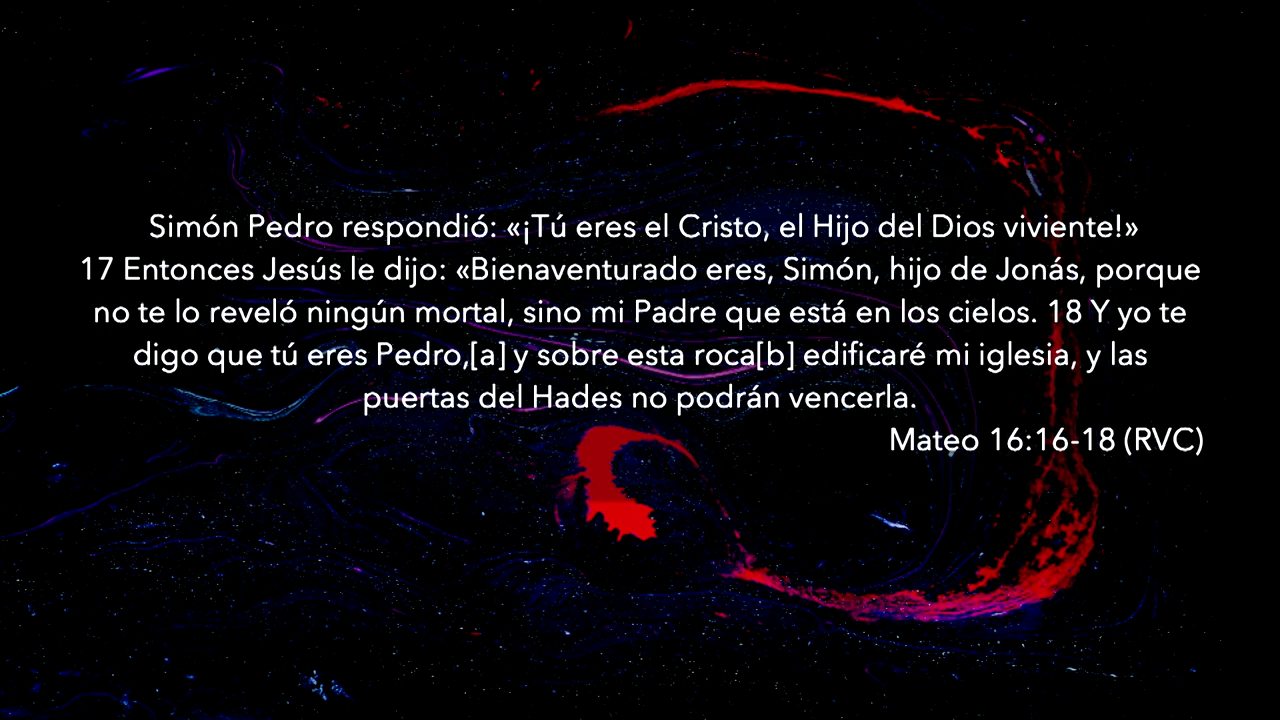 Simón Pedro respondió: «¡Tú eres el Cristo, el Hijo del Dios viviente!»
17 Entonces Jesús le dijo: «Bienaventurado eres, Simón, hijo de Jonás, porque
no te lo reveló ningún mortal, sino mi Padre que está en los cielos. 18 Y yo te
digo que tú eres Pedro,[a] y sobre esta roca[b] edificaré mi iglesia, y las
puertas del Hades no podrán vencerla.
Mateo 16:16-18 (RVC)